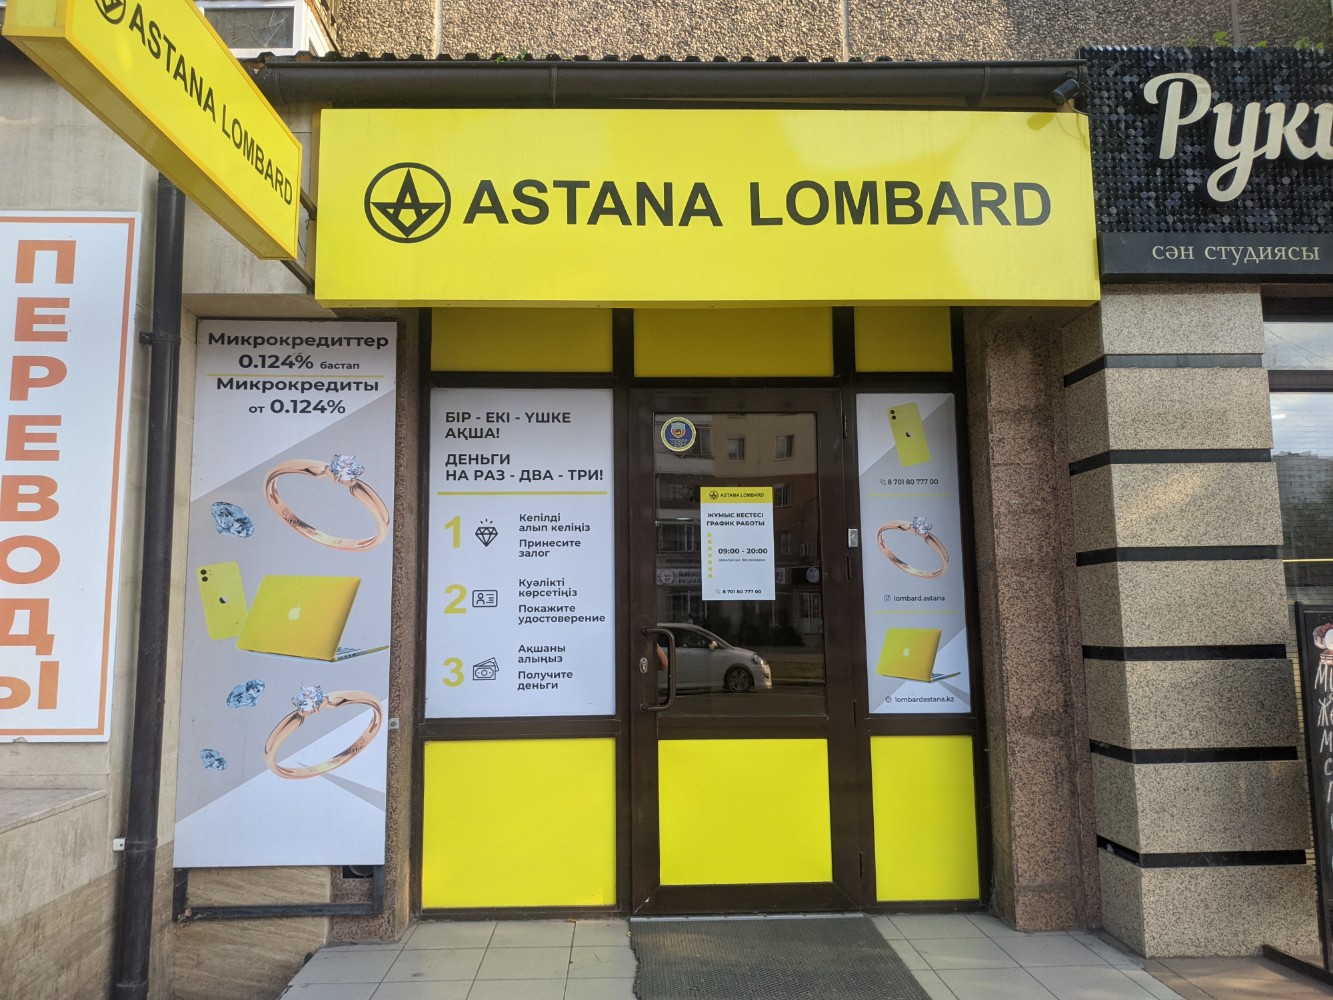 ASTANA LOMBARD
ASTANA LOMBARD
Руки
сән студиясы
ПЕРЕВОДЫ
Микрокредиттер
0.124% бастап
Микрокредиты
от 0.124%
БІР - ЕКІ - ҮШКЕ
АҚША!
ДЕНЬГИ
НА РАЗ - ДВА - ТРИ!
1
Кепілді
алып келіңіз
Принесите
залог
2
Куәлікті
көрсетіңіз
Покажите
удостоверение
3
Ақшаны
алыңыз
Получите
деньги
ASTANA LOMBARD
ЖҰМЫС КЕСТЕСІ
ГРАФИК РАБОТЫ
09:00 - 20:00
8 701 80 777 00
8 701 80 777 00
lombard.astana
lombardastana.kz